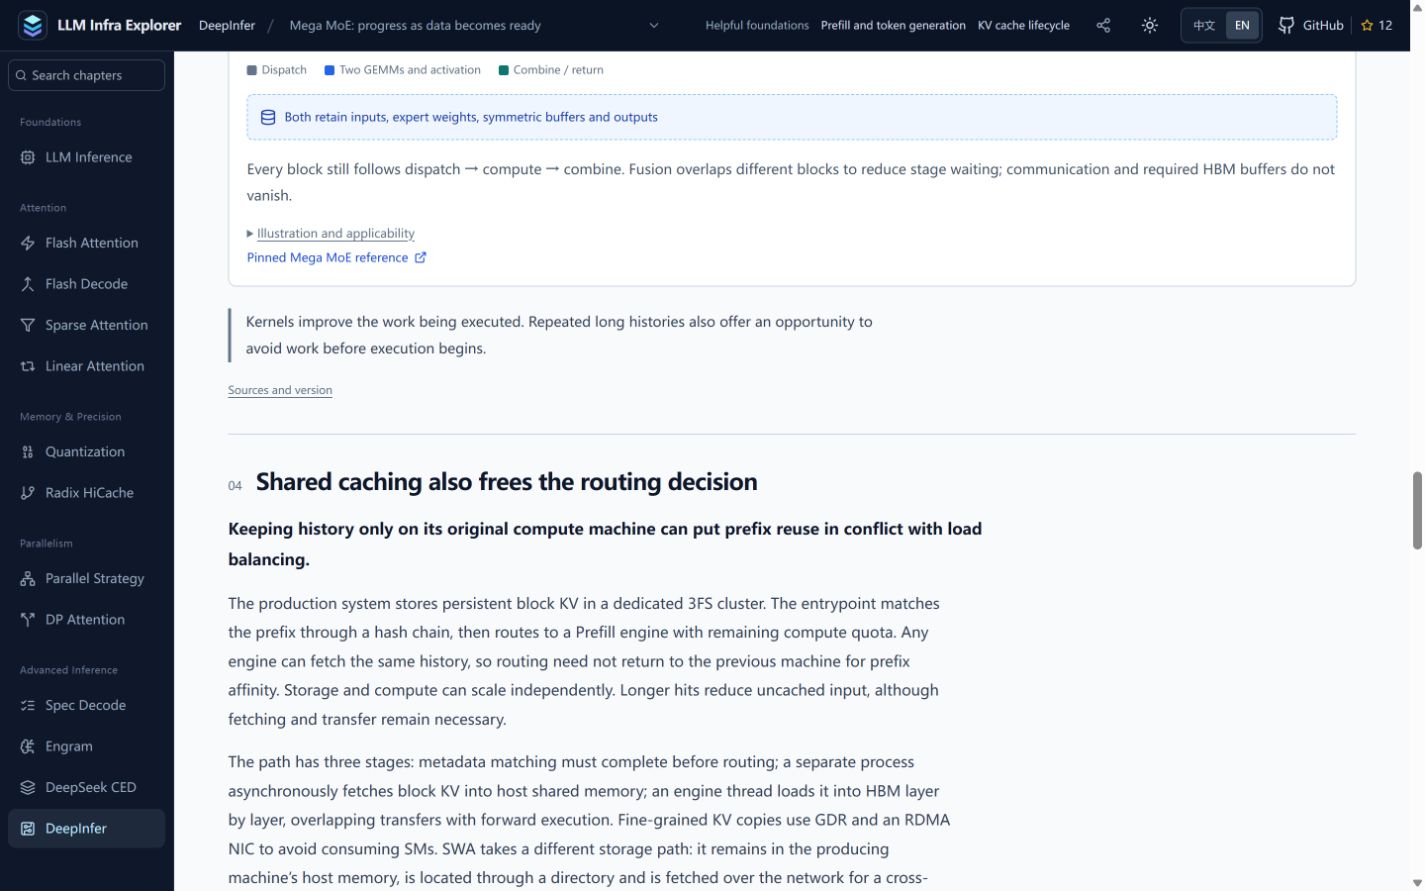 LLM Infra Explorer
DeepInfer / Mega MoE: progress as data becomes ready
Helpful foundations Prefill and token generation KV cache lifecycle
中文 EN GitHub 12
Search chapters
Foundations
LLM Inference
Attention
Flash Attention
Flash Decode
Sparse Attention
Linear Attention
Memory & Precision
Quantization
Radix HiCache
Parallelism
Parallel Strategy
DP Attention
Advanced Inference
Spec Decode
Engram
DeepSeek CED
DeepInfer
Dispatch Two GEMMs and activation Combine / return
Both retain inputs, expert weights, symmetric buffers and outputs
Every block still follows dispatch → compute → combine. Fusion overlaps different blocks to reduce stage waiting; communication and required HBM buffers do not
vanish.
Illustration and applicability
Pinned Mega MoE reference
Kernels improve the work being executed. Repeated long histories also offer an opportunity to
avoid work before execution begins.
Sources and version
04 Shared caching also frees the routing decision
Keeping history only on its original compute machine can put prefix reuse in conflict with load
balancing.
The production system stores persistent block KV in a dedicated 3FS cluster. The entrypoint matches
the prefix through a hash chain, then routes to a Prefill engine with remaining compute quota. Any
engine can fetch the same history, so routing need not return to the previous machine for prefix
affinity. Storage and compute can scale independently. Longer hits reduce uncached input, although
fetching and transfer remain necessary.
The path has three stages: metadata matching must complete before routing; a separate process
asynchronously fetches block KV into host shared memory; an engine thread loads it into HBM layer
by layer, overlapping transfers with forward execution. Fine-grained KV copies use GDR and an RDMA
NIC to avoid consuming SMs. SWA takes a different storage path: it remains in the producing
machine’s host memory, is located through a directory and is fetched over the network for a cross-